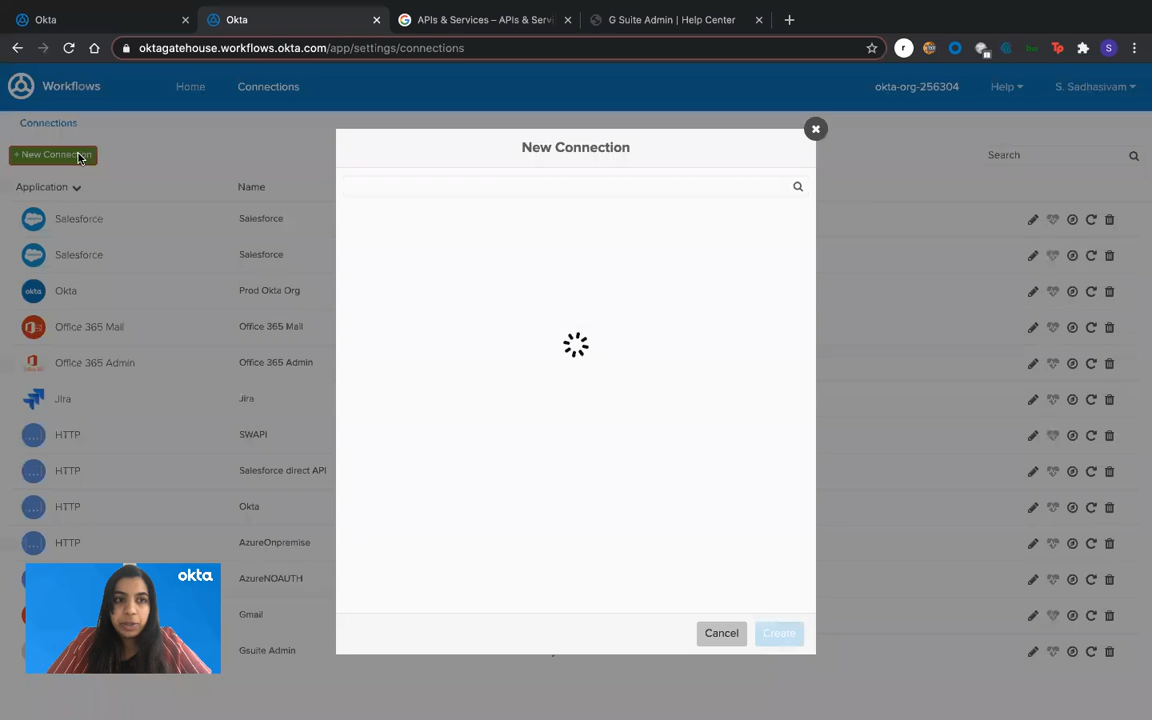 Okta
Okta
APIs & Services – APIs & Servi
G Suite Admin | Help Center
oktagatehouse.workflows.okta.com/app/settings/connections
r
Tp
S
Workflows
Home
Connections
okta-org-256304
Help
S. Sadhasivam
Connections
+ New Connection
New Connection
Search
Application
Name
Salesforce
Salesforce
Salesforce
Salesforce
okta
Okta
Prod Okta Org
Office 365 Mail
Office 365 Mail
Office 365 Admin
Office 365 Admin
Jira
Jira
HTTP
SWAPI
HTTP
Salesforce direct API
HTTP
Okta
HTTP
AzureOnpremise
okta
AzureNOAUTH
Gmail
Cancel
Create
Gsuite Admin